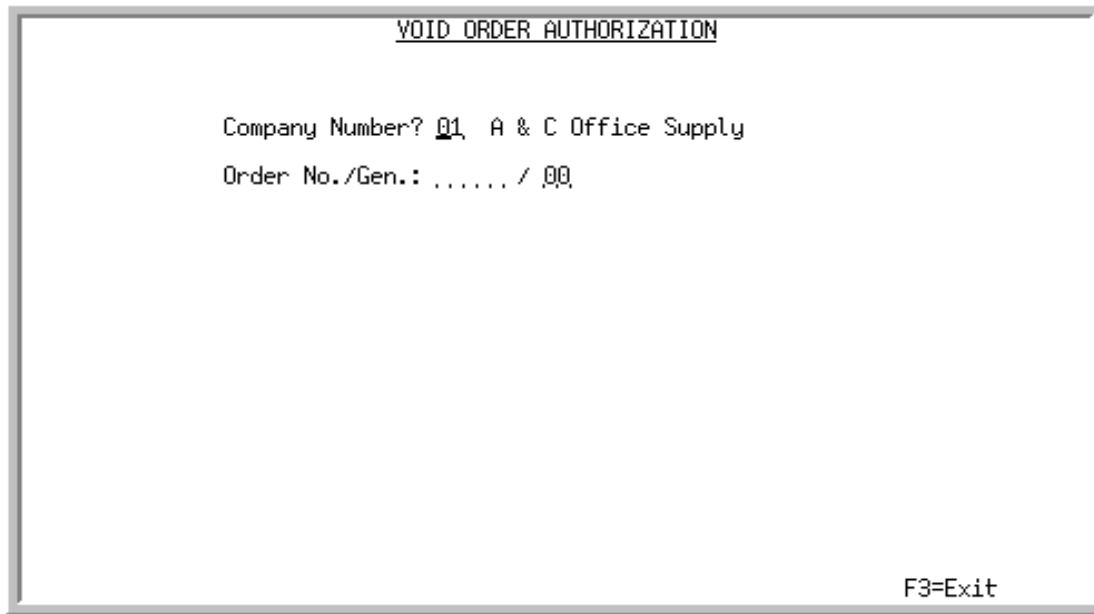 VOID ORDER AUTHORIZATION
Company Number? 01 A & C Office Supply
Order No./Gen.: ...... / 00
F3=Exit